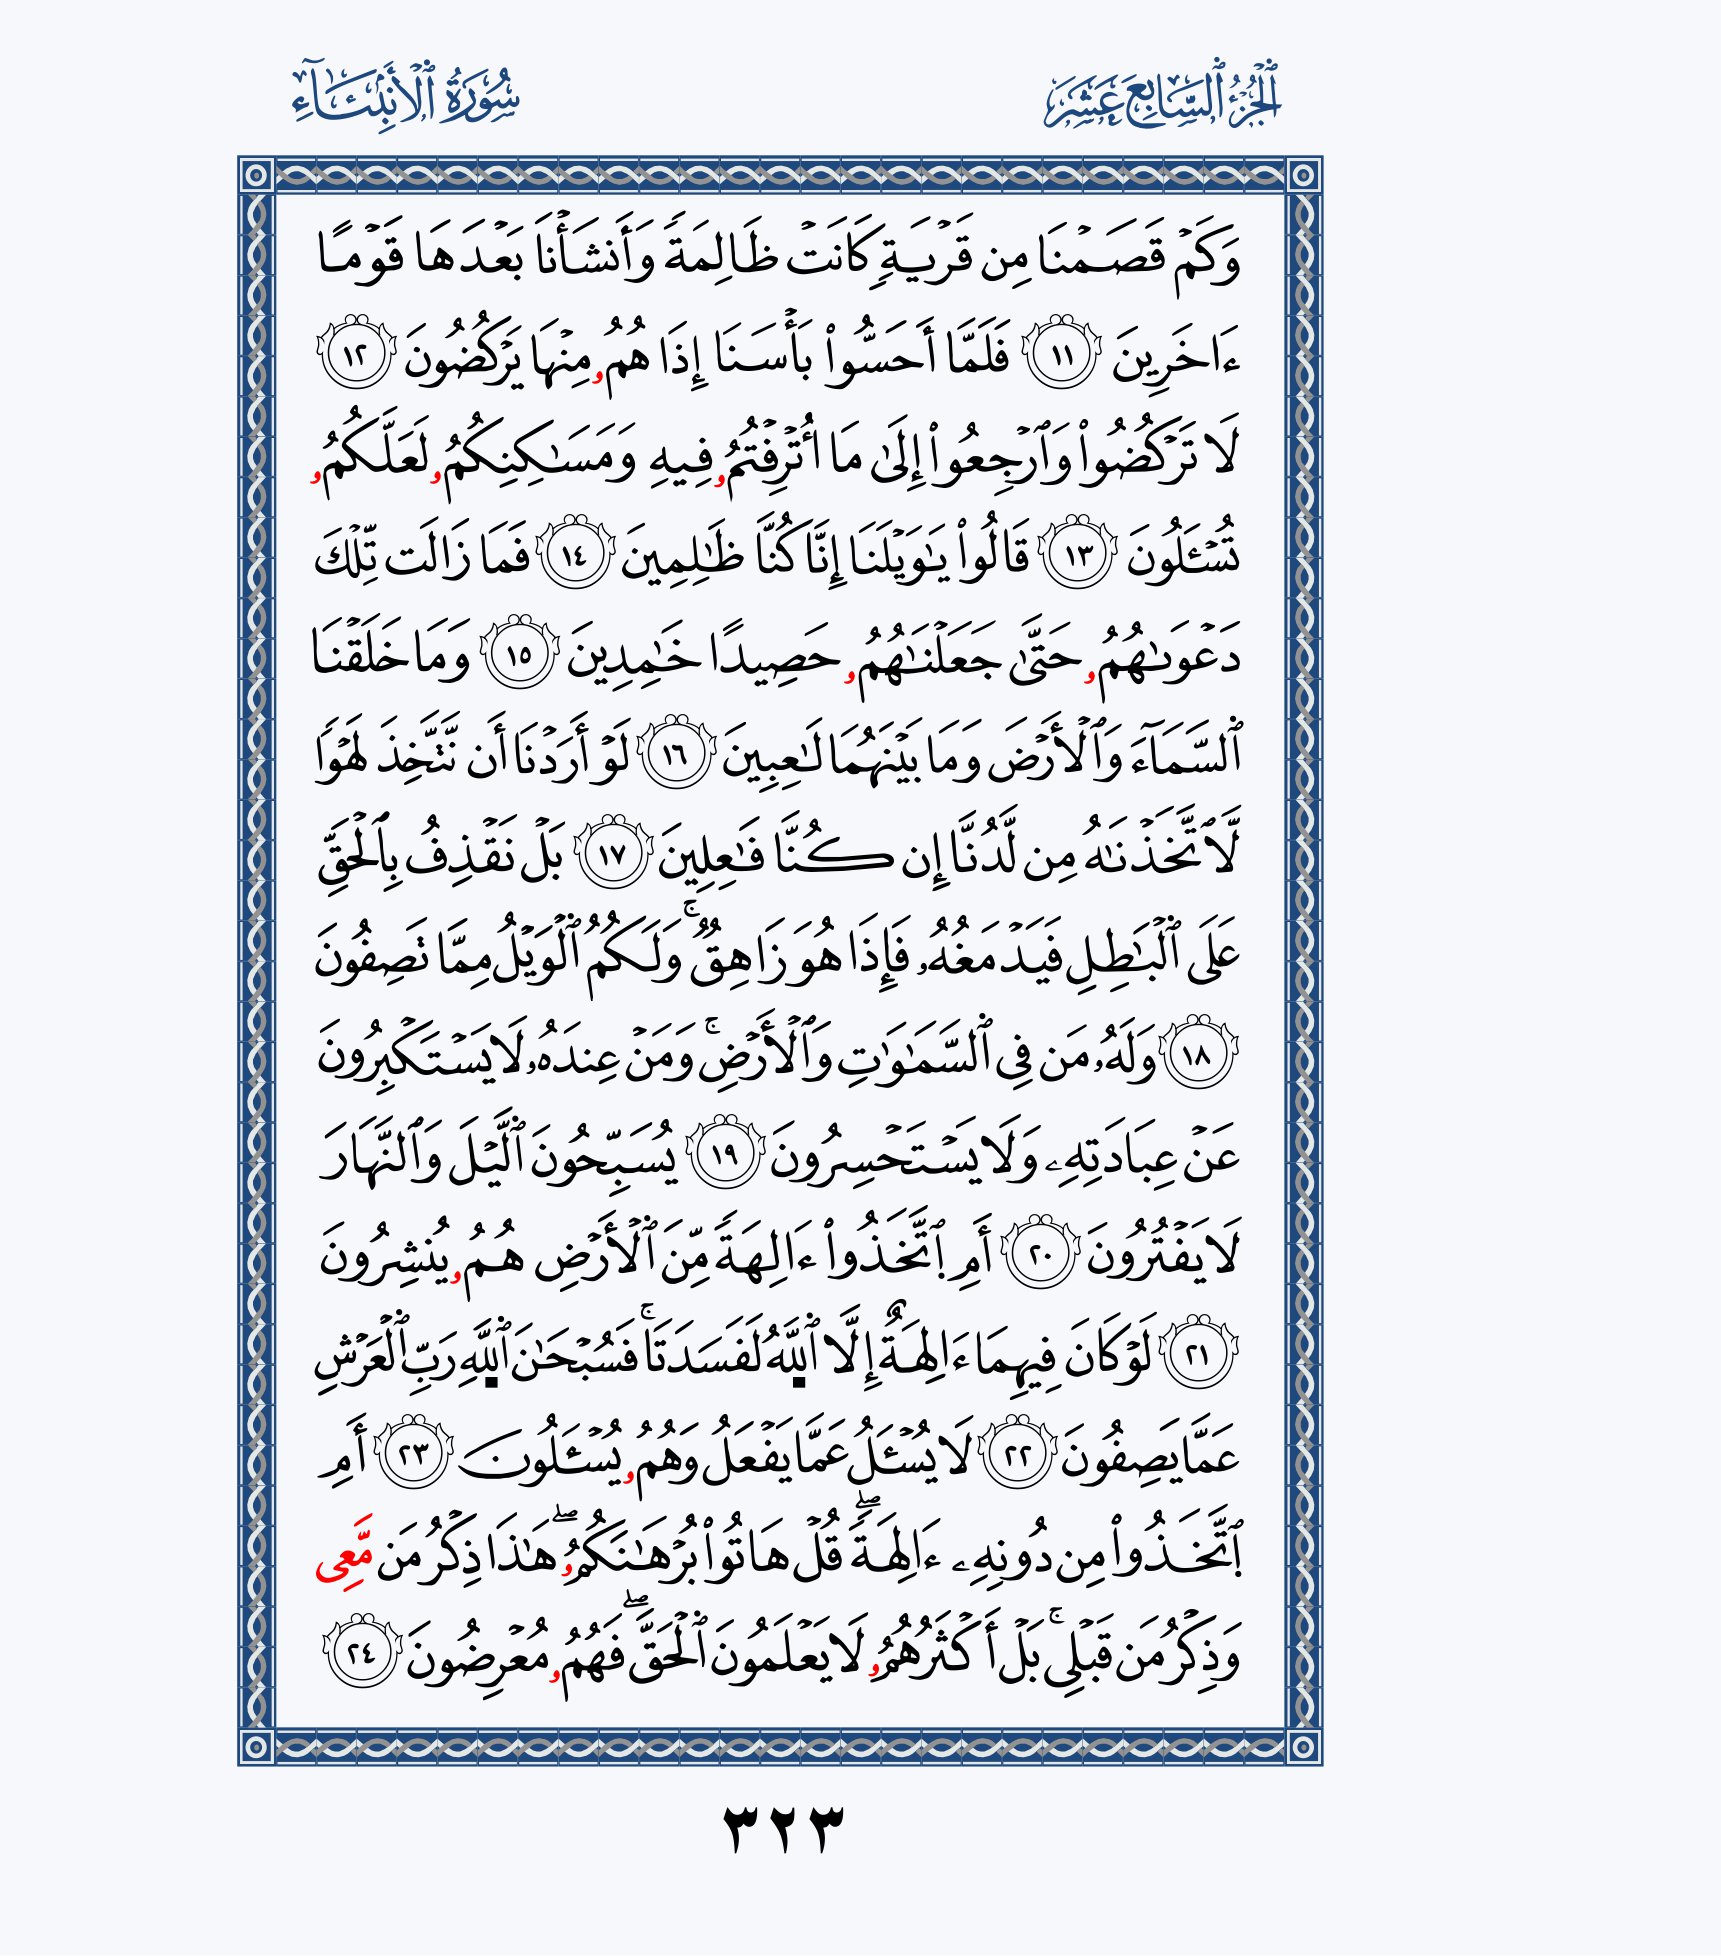 ٱلْجُزْءُ ٱلسَّابِعَ عَشَرَ
سُورَةُ ٱلْأَنبِيَآءِ
وَكَمْ قَصَمْنَا مِن قَرْيَةٍ كَانَتْ ظَالِمَةً وَأَنشَأْنَا بَعْدَهَا قَوْمًا
ءَاخَرِينَ ١١ فَلَمَّا أَحَسُّوا۟ بَأْسَنَا إِذَا هُمُۥ مِنْهَا يَرْكُضُونَ ١٢
لَا تَرْكُضُوا۟ وَٱرْجِعُوا۟ إِلَىٰ مَا أُتْرِفْتُمُۥ فِيهِ وَمَسَـٰكِنِكُمُۥ لَعَلَّكُمُۥ
تُسْـَٔلُونَ ١٣ قَالُوا۟ يَـٰوَيْلَنَا إِنَّا كُنَّا ظَـٰلِمِينَ ١٤ فَمَا زَالَت تِّلْكَ
دَعْوَىٰهُمُۥ حَتَّىٰ جَعَلْنَـٰهُمُۥ حَصِيدًا خَـٰمِدِينَ ١٥ وَمَا خَلَقْنَا
ٱلسَّمَآءَ وَٱلْأَرْضَ وَمَا بَيْنَهُمَا لَـٰعِبِينَ ١٦ لَوْ أَرَدْنَا أَن نَّتَّخِذَ لَهْوًا
لَّٱتَّخَذْنَـٰهُ مِن لَّدُنَّا إِن كُنَّا فَـٰعِلِينَ ١٧ بَلْ نَقْذِفُ بِٱلْحَقِّ
عَلَى ٱلْبَـٰطِلِ فَيَدْمَغُهُۥ فَإِذَا هُوَ زَاهِقٌ ۚ وَلَكُمُ ٱلْوَيْلُ مِمَّا تَصِفُونَ
١٨ وَلَهُۥ مَن فِى ٱلسَّمَـٰوَٰتِ وَٱلْأَرْضِ ۚ وَمَنْ عِندَهُۥ لَا يَسْتَكْبِرُونَ
عَنْ عِبَادَتِهِۦ وَلَا يَسْتَحْسِرُونَ ١٩ يُسَبِّحُونَ ٱلَّيْلَ وَٱلنَّهَارَ
لَا يَفْتُرُونَ ٢٠ أَمِ ٱتَّخَذُوا۟ ءَالِهَةً مِّنَ ٱلْأَرْضِ هُمُۥ يُنشِرُونَ
٢١ لَوْ كَانَ فِيهِمَا ءَالِهَةٌ إِلَّا ٱللَّهُ لَفَسَدَتَا ۚ فَسُبْحَـٰنَ ٱللَّهِ رَبِّ ٱلْعَرْشِ
عَمَّا يَصِفُونَ ٢٢ لَا يُسْـَٔلُ عَمَّا يَفْعَلُ وَهُمُۥ يُسْـَٔلُونَ ٢٣ أَمِ
ٱتَّخَذُوا۟ مِن دُونِهِۦ ءَالِهَةً ۖ قُلْ هَاتُوا۟ بُرْهَـٰنَكُمُۥ ۖ هَـٰذَا ذِكْرُ مَن مَّعِى
وَذِكْرُ مَن قَبْلِى ۚ بَلْ أَكْثَرُهُمُۥ لَا يَعْلَمُونَ ٱلْحَقَّ ۖ فَهُمُۥ مُعْرِضُونَ ٢٤
٣٢٣